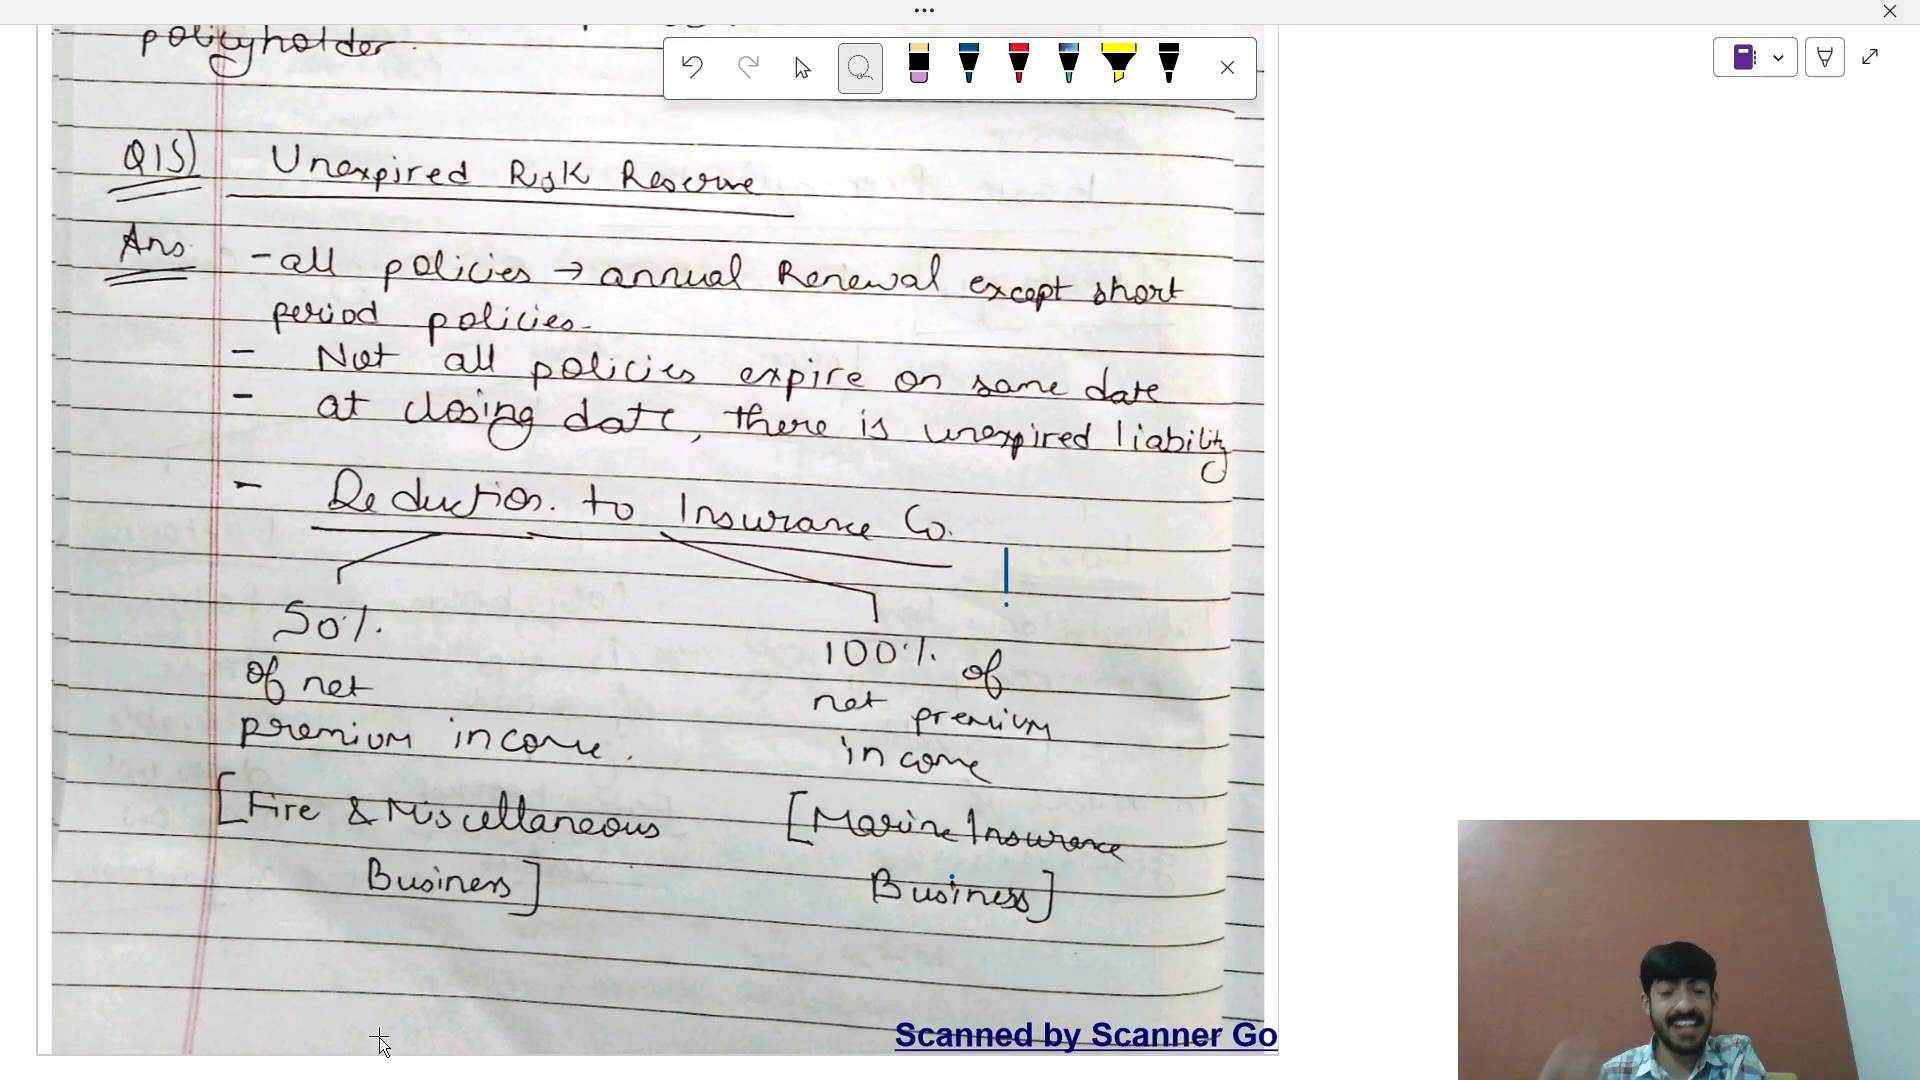 policyholder.
Q15) Unexpired Risk Reserve
Ans - all policies → annual Renewal except short
period policies.
- Not all policies expire on same date
- at closing date, there is unexpired liability
- Deduction. to Insurance Co.
50%.
of net
premium income.
[Fire & Miscellaneous
Business]
100%. of
net premium
income
[Marine Insurance
Business]
Scanned by Scanner Go